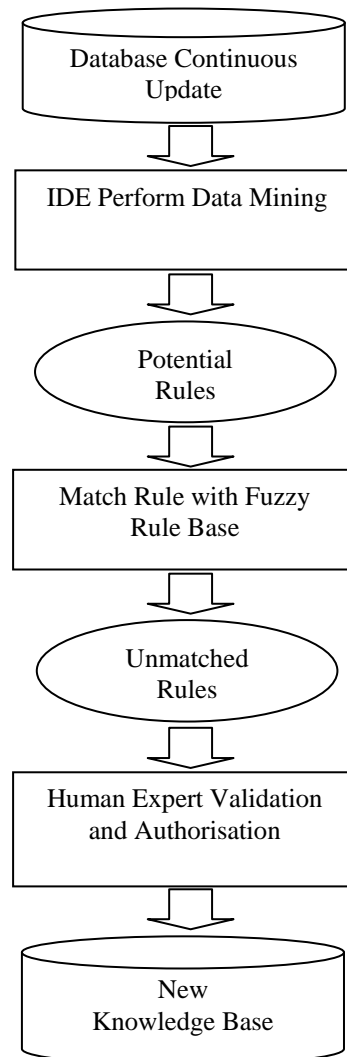 Database Continuous
Update
IDE Perform Data Mining
Potential
Rules
Match Rule with Fuzzy
Rule Base
Unmatched
Rules
Human Expert Validation
and Authorisation
New
Knowledge Base